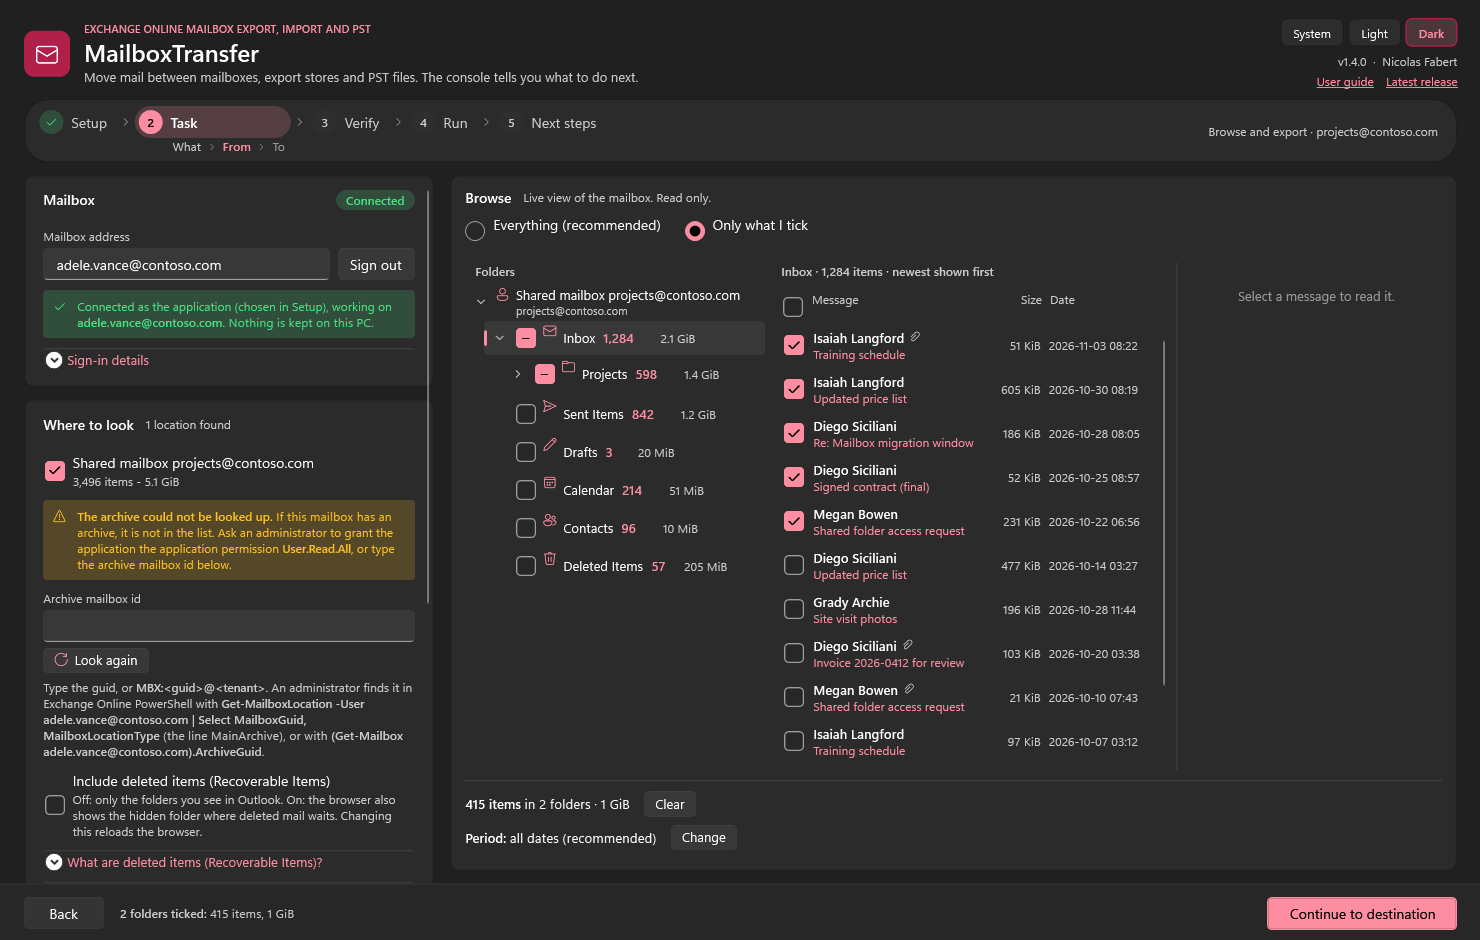 EXCHANGE ONLINE MAILBOX EXPORT, IMPORT AND PST
MailboxTransfer
Move mail between mailboxes, export stores and PST files. The console tells you what to do next.
System
Light
Dark
v1.4.0 · Nicolas Fabert
User guide
Latest release
Setup
2
Task
3
Verify
4
Run
5
Next steps
What
From
To
Browse and export · projects@contoso.com
Mailbox
Connected
Mailbox address
adele.vance@contoso.com
Sign out
Connected as the application (chosen in Setup), working on
adele.vance@contoso.com. Nothing is kept on this PC.
Sign-in details
Where to look
1 location found
Shared mailbox projects@contoso.com
3,496 items - 5.1 GiB
The archive could not be looked up. If this mailbox has an
archive, it is not in the list. Ask an administrator to grant the
application the application permission User.Read.All, or type
the archive mailbox id below.
Archive mailbox id
Look again
Type the guid, or MBX:<guid>@<tenant>. An administrator finds it in
Exchange Online PowerShell with Get-MailboxLocation -User
adele.vance@contoso.com | Select MailboxGuid,
MailboxLocationType (the line MainArchive), or with (Get-Mailbox
adele.vance@contoso.com).ArchiveGuid.
Include deleted items (Recoverable Items)
Off: only the folders you see in Outlook. On: the browser also
shows the hidden folder where deleted mail waits. Changing
this reloads the browser.
What are deleted items (Recoverable Items)?
Browse
Live view of the mailbox. Read only.
Everything (recommended)
Only what I tick
Folders
Shared mailbox projects@contoso.com
projects@contoso.com
Inbox 1,284 2.1 GiB
Projects 598 1.4 GiB
Sent Items 842 1.2 GiB
Drafts 3 20 MiB
Calendar 214 51 MiB
Contacts 96 10 MiB
Deleted Items 57 205 MiB
Inbox · 1,284 items · newest shown first
Message Size Date
Isaiah Langford 51 KiB 2026-11-03 08:22
Training schedule
Isaiah Langford 605 KiB 2026-10-30 08:19
Updated price list
Diego Siciliani 186 KiB 2026-10-28 08:05
Re: Mailbox migration window
Diego Siciliani 52 KiB 2026-10-25 08:57
Signed contract (final)
Megan Bowen 231 KiB 2026-10-22 06:56
Shared folder access request
Diego Siciliani 477 KiB 2026-10-14 03:27
Updated price list
Grady Archie 196 KiB 2026-10-28 11:44
Site visit photos
Diego Siciliani 103 KiB 2026-10-20 03:38
Invoice 2026-0412 for review
Megan Bowen 21 KiB 2026-10-10 07:43
Shared folder access request
Isaiah Langford 97 KiB 2026-10-07 03:12
Training schedule
Select a message to read it.
415 items in 2 folders · 1 GiB
Clear
Period: all dates (recommended)
Change
Back
2 folders ticked: 415 items, 1 GiB
Continue to destination